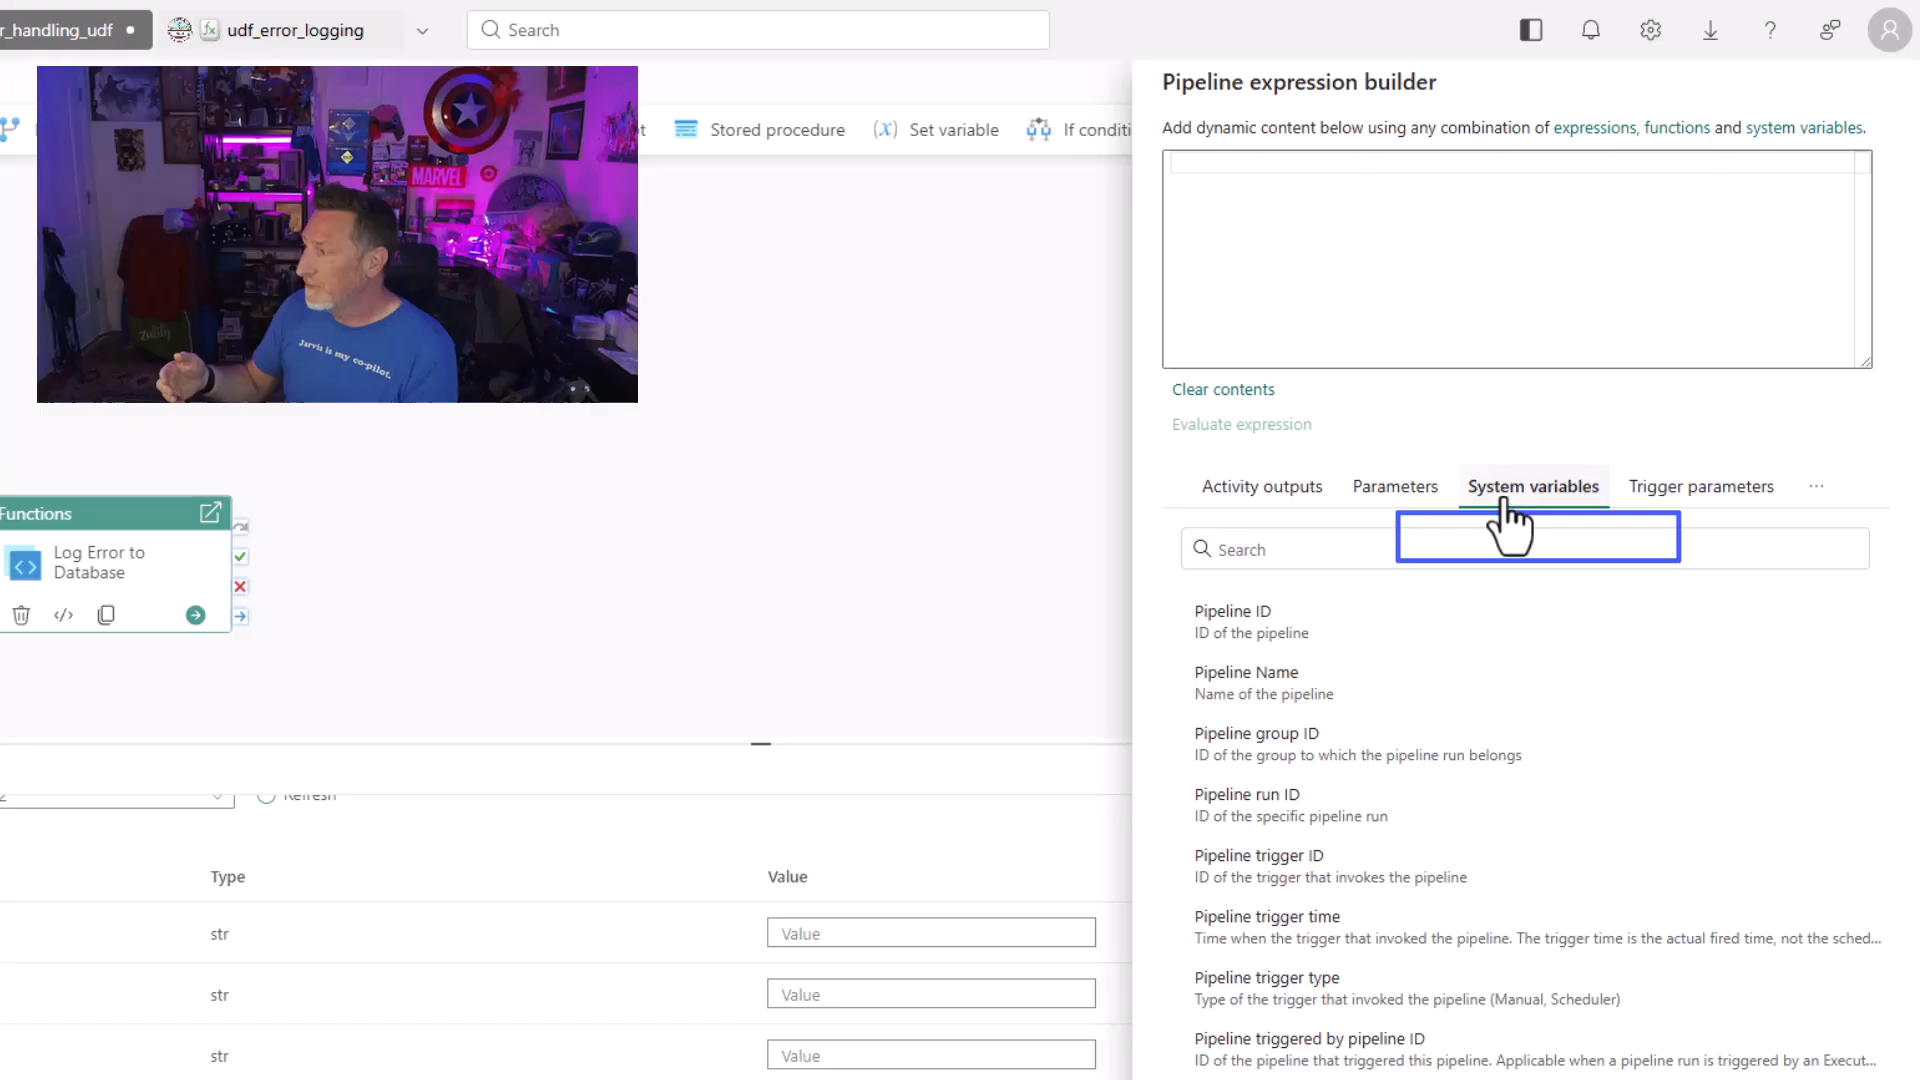 r_handling_udf
udf_error_logging
Search
Stored procedure
Set variable
If conditi
MARVEL
Zulily
Jarvis is my co-pilot.
Functions
Log Error to
Database
Refresh
Type
Value
str
Value
str
Value
str
Value
Pipeline expression builder
Add dynamic content below using any combination of expressions, functions and system variables.
Clear contents
Evaluate expression
Activity outputs
Parameters
System variables
Trigger parameters
Search
Pipeline ID
ID of the pipeline
Pipeline Name
Name of the pipeline
Pipeline group ID
ID of the group to which the pipeline run belongs
Pipeline run ID
ID of the specific pipeline run
Pipeline trigger ID
ID of the trigger that invokes the pipeline
Pipeline trigger time
Time when the trigger that invoked the pipeline. The trigger time is the actual fired time, not the sched...
Pipeline trigger type
Type of the trigger that invoked the pipeline (Manual, Scheduler)
Pipeline triggered by pipeline ID
ID of the pipeline that triggered this pipeline. Applicable when a pipeline run is triggered by an Execut...